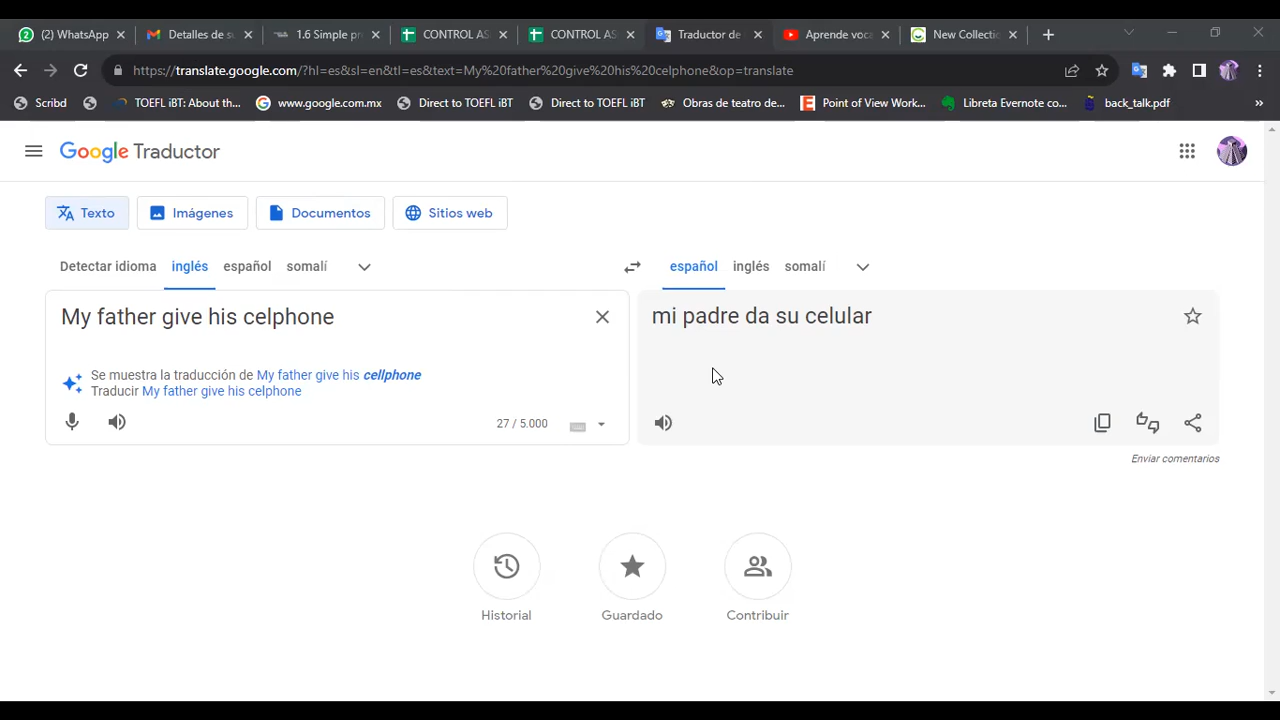 2 (2) WhatsApp Detalles de su 1.6 Simple pr CONTROL AS CONTROL AS Traductor de Aprende voca New Collecti
https://translate.google.com/?hl=es&sl=en&tl=es&text=My%20father%20give%20his%20celphone&op=translate
Scribd TOEFL iBT: About th... www.google.com.mx Direct to TOEFL iBT Direct to TOEFL iBT Obras de teatro de... Point of View Work... Libreta Evernote co... back_talk.pdf »
Google Traductor
Texto Imágenes Documentos Sitios web
Detectar idioma inglés español somalí español inglés somalí
My father give his celphone
mi padre da su celular
Se muestra la traducción de My father give his cellphone
Traducir My father give his celphone
27 / 5.000
Enviar comentarios
Historial Guardado Contribuir